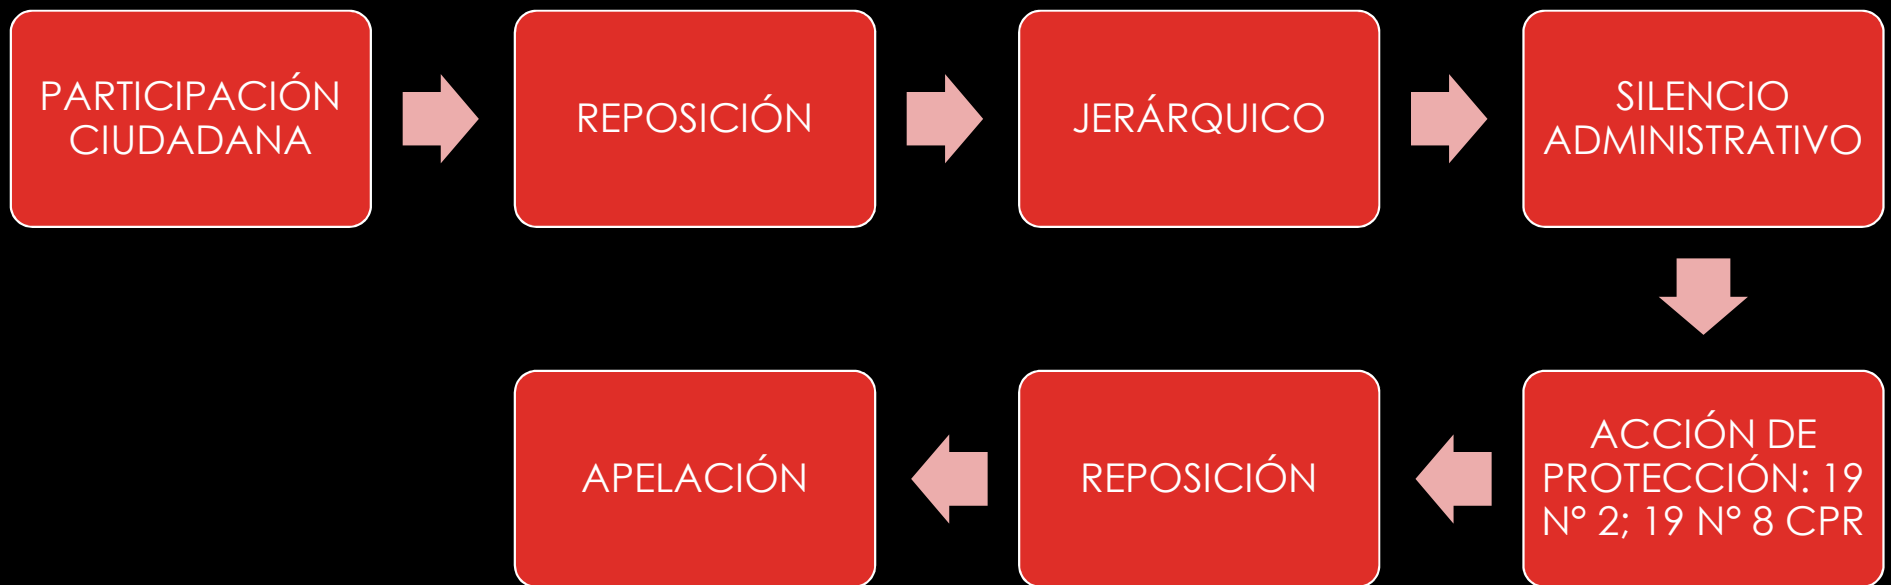 PARTICIPACIÓN
CIUDADANA
REPOSICIÓN
JERÁRQUICO
SILENCIO
ADMINISTRATIVO
ACCIÓN DE
PROTECCIÓN: 19
N° 2; 19 N° 8 CPR
REPOSICIÓN
APELACIÓN